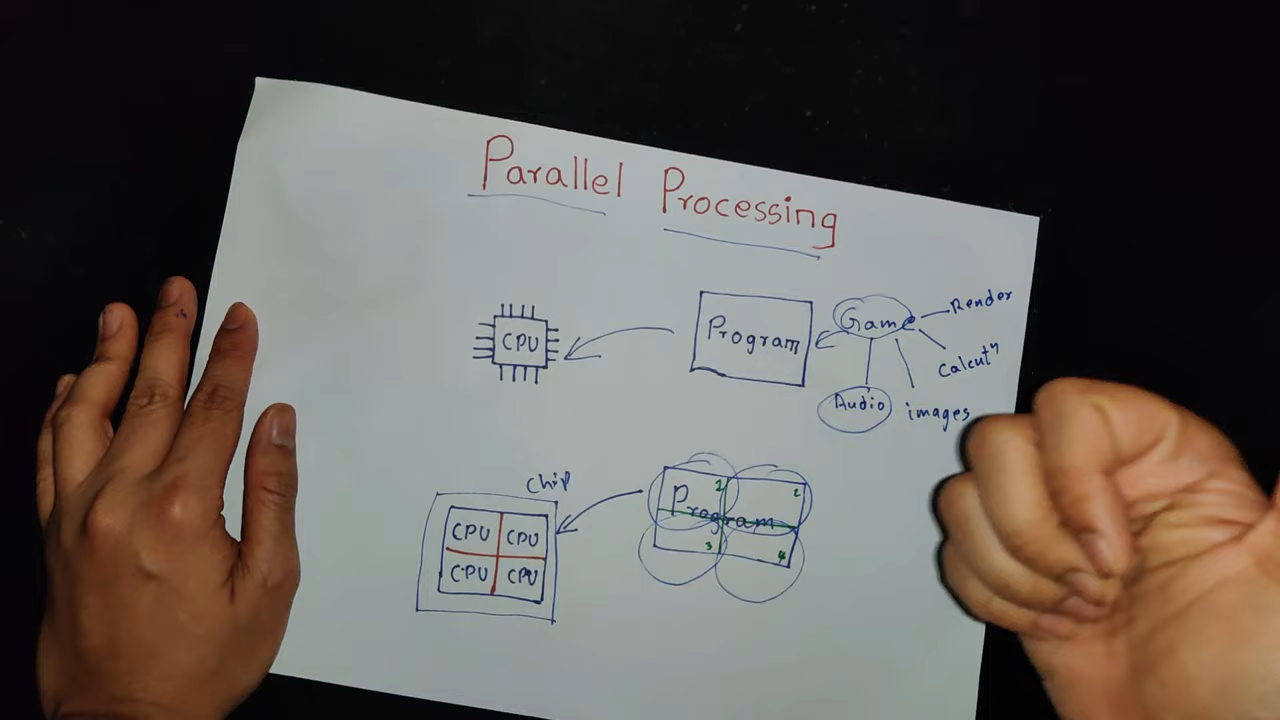 Parallel Processing
CPU
Program
Game
Render
Calcutⁿ
Audio
images
Chip
CPU CPU
CPU CPU
Program
1 2
3 4